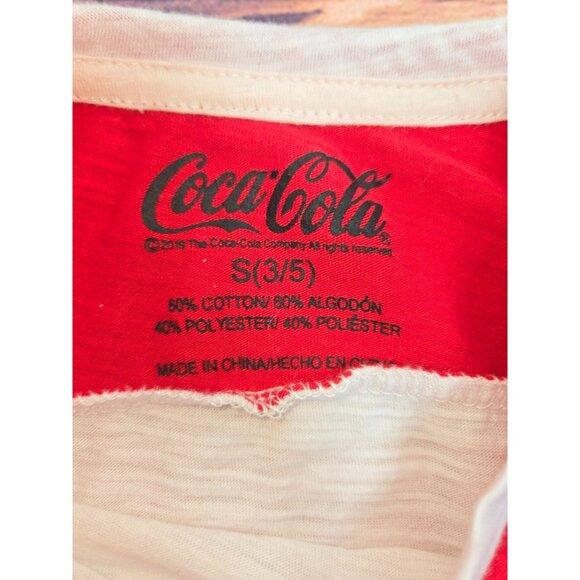 Coca-Cola®
© 2019 The Coca-Cola Company All rights reserved.
S(3/5)
60% COTTON/ 60% ALGODÓN
40% POLYESTER/ 40% POLIÉSTER
MADE IN CHINA/HECHO EN